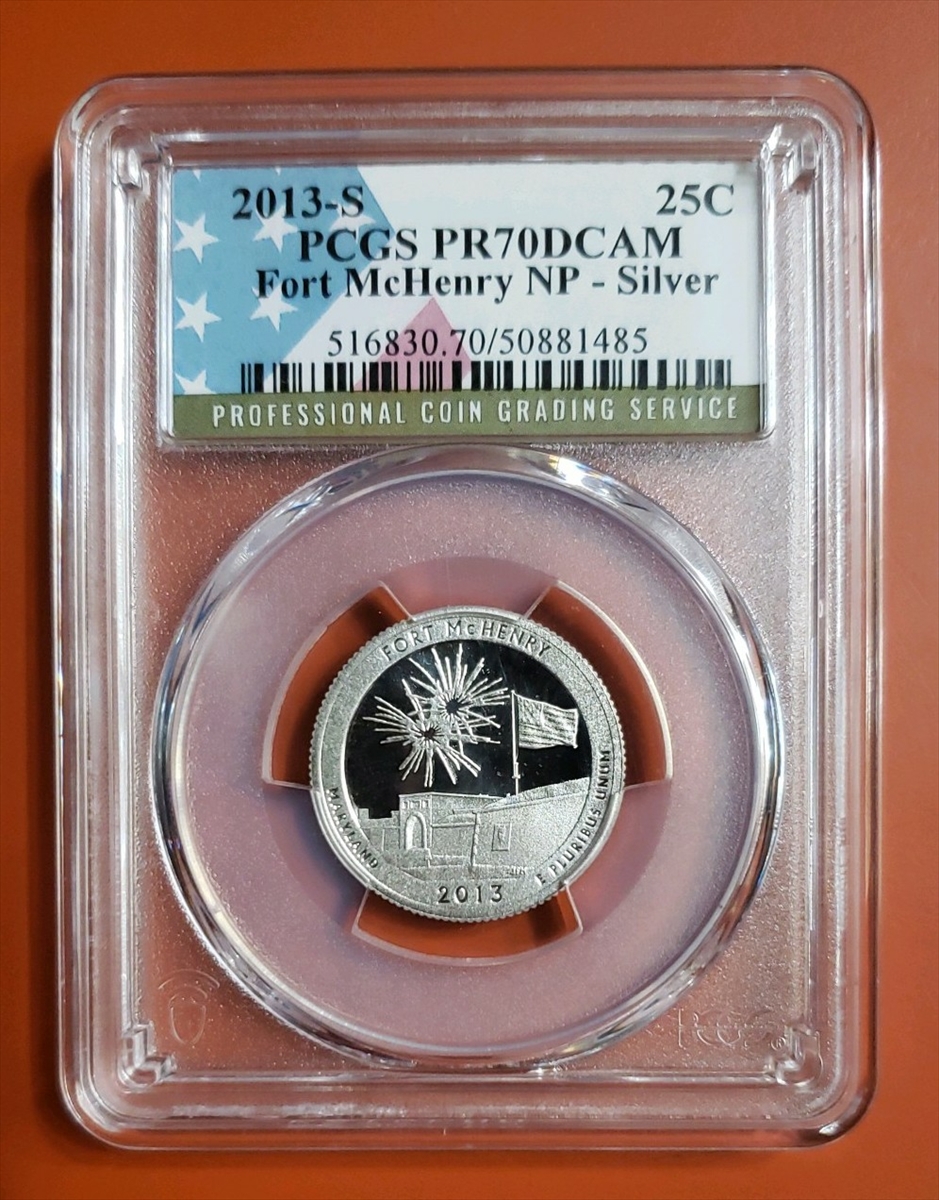 2013-S 25C
PCGS PR70DCAM
Fort McHenry NP - Silver
516830.70/50881485
PROFESSIONAL COIN GRADING SERVICE
FORT McHENRY
MARYLAND
E PLURIBUS UNUM
2013
PCGS